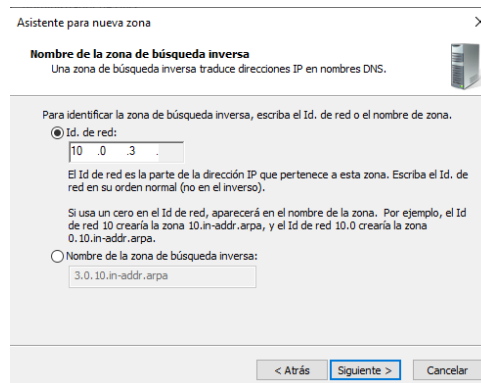 Asistente para nueva zona
Nombre de la zona de búsqueda inversa
Una zona de búsqueda inversa traduce direcciones IP en nombres DNS.
Para identificar la zona de búsqueda inversa, escriba el Id. de red o el nombre de zona.
Id. de red:
10 .0 .3 .
El Id de red es la parte de la dirección IP que pertenece a esta zona. Escriba el Id. de
red en su orden normal (no en el inverso).
Si usa un cero en el Id de red, aparecerá en el nombre de la zona. Por ejemplo, el Id
de red 10 crearía la zona 10.in-addr.arpa, y el Id de red 10.0 crearía la zona
0.10.in-addr.arpa.
Nombre de la zona de búsqueda inversa:
3.0.10.in-addr.arpa
< Atrás Siguiente > Cancelar